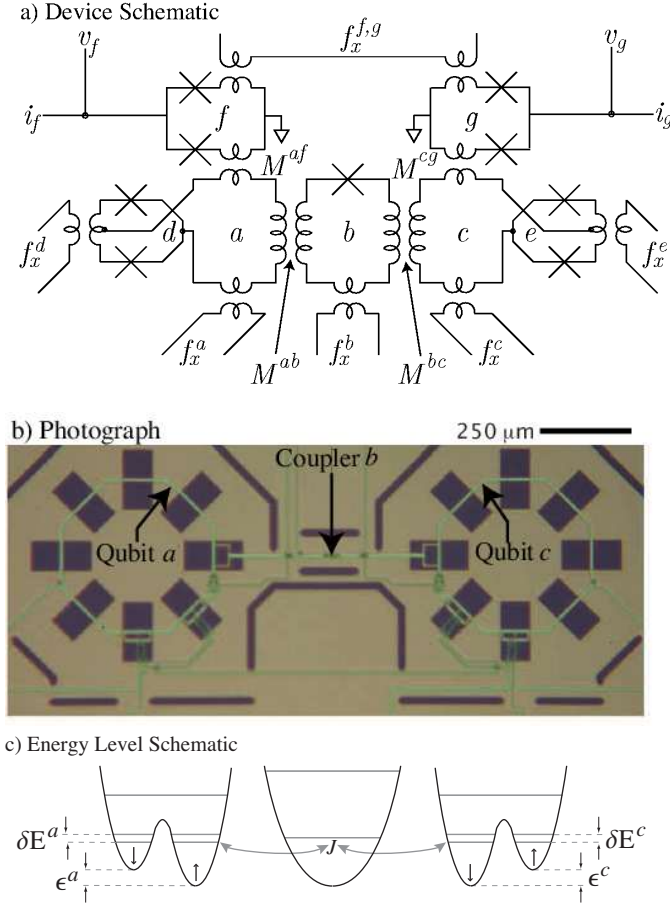 a) Device Schematic
v_f
f_x^{f,g}
v_g
i_f
f
g
i_g
M^{af}
M^{cg}
f_x^d
d
a
b
c
e
f_x^e
f_x^a
M^{ab}
f_x^b
M^{bc}
f_x^c
b) Photograph
250 µm
Coupler b
Qubit a
Qubit c
c) Energy Level Schematic
δE^a
J
δE^c
ϵ^a
ϵ^c